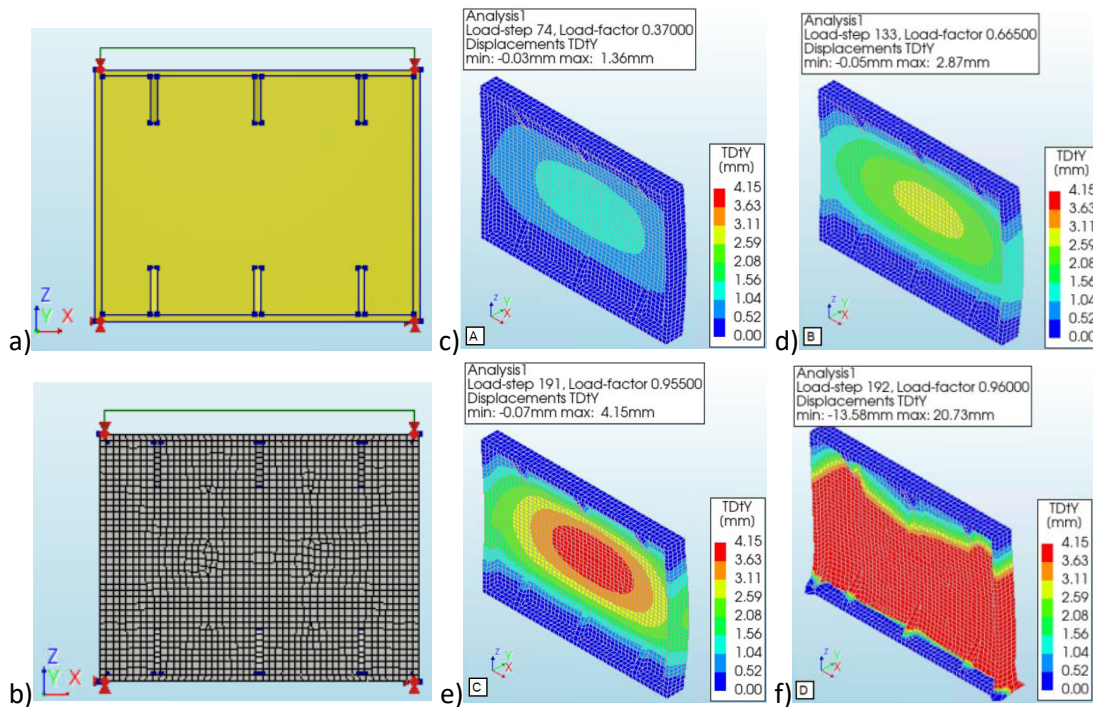 a)
Z
Y X
b)
Z
Y X
c)
Analysis1
Load-step 74, Load-factor 0.37000
Displacements TDtY
min: -0.03mm max: 1.36mm
TDtY
(mm)
4.15
3.63
3.11
2.59
2.08
1.56
1.04
0.52
0.00
Z
Y
X
A
d)
Analysis1
Load-step 133, Load-factor 0.66500
Displacements TDtY
min: -0.05mm max: 2.87mm
TDtY
(mm)
4.15
3.63
3.11
2.59
2.08
1.56
1.04
0.52
0.00
Z
Y
X
B
e)
Analysis1
Load-step 191, Load-factor 0.95500
Displacements TDtY
min: -0.07mm max: 4.15mm
TDtY
(mm)
4.15
3.63
3.11
2.59
2.08
1.56
1.04
0.52
0.00
Z
Y
X
C
f)
Analysis1
Load-step 192, Load-factor 0.96000
Displacements TDtY
min: -13.58mm max: 20.73mm
TDtY
(mm)
4.15
3.63
3.11
2.59
2.08
1.56
1.04
0.52
0.00
Z
Y
X
D